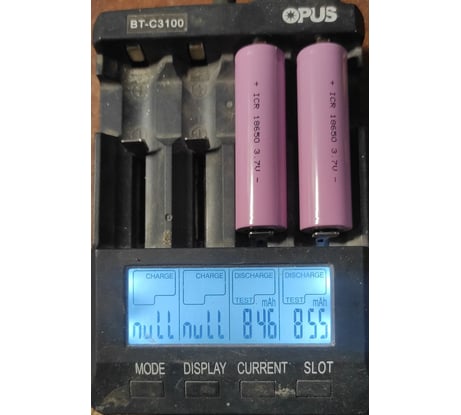 BT-C3100 OPUS
+ ICR 18650 3.7V -
+ ICR 18650 3.7V -
CHARGE CHARGE DISCHARGE DISCHARGE
TEST mAh TEST mAh
null null 846 855
MODE DISPLAY CURRENT SLOT